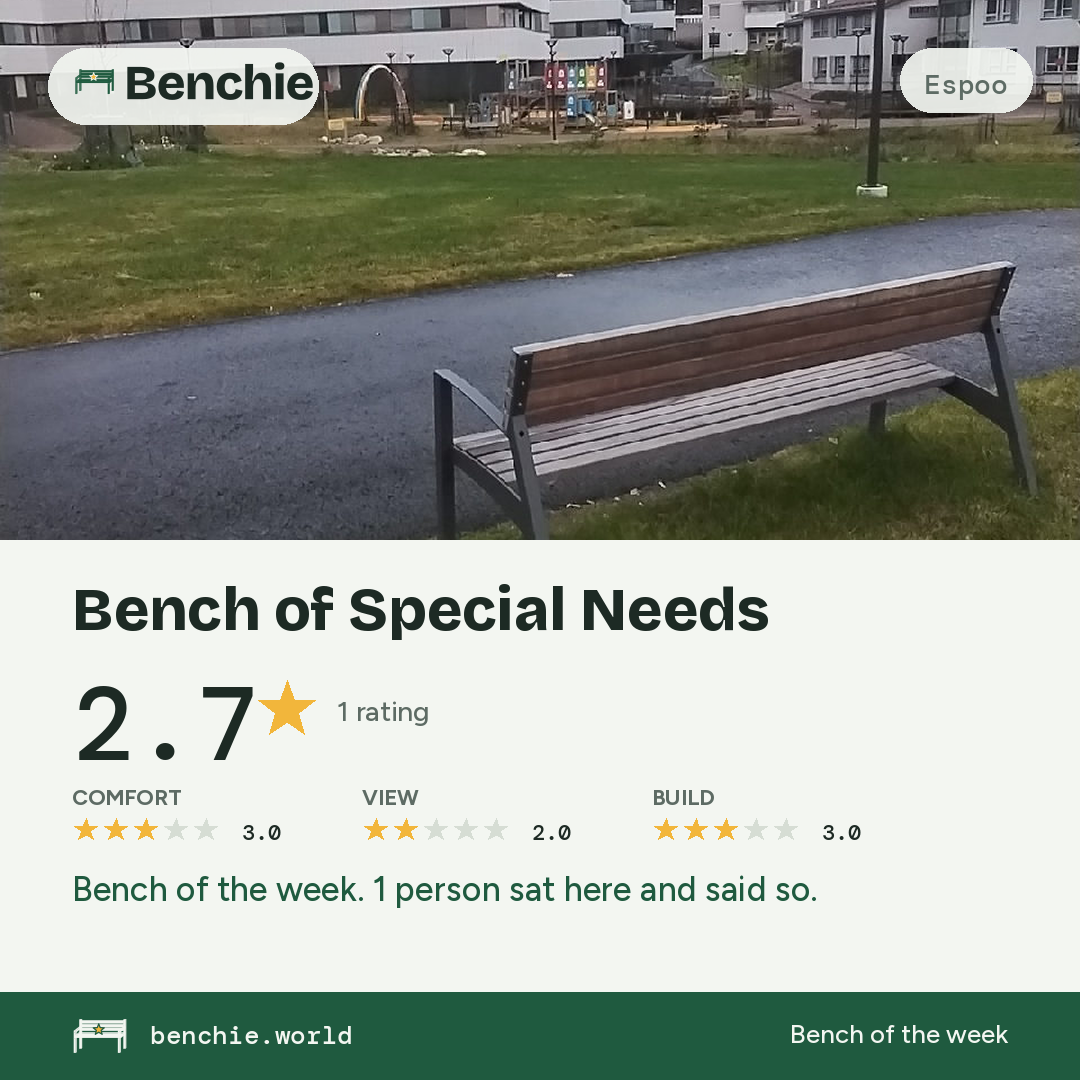 Benchie
Espoo
Bench of Special Needs
2.7
1 rating
COMFORT
3.0
VIEW
2.0
BUILD
3.0
Bench of the week. 1 person sat here and said so.
benchie.world
Bench of the week